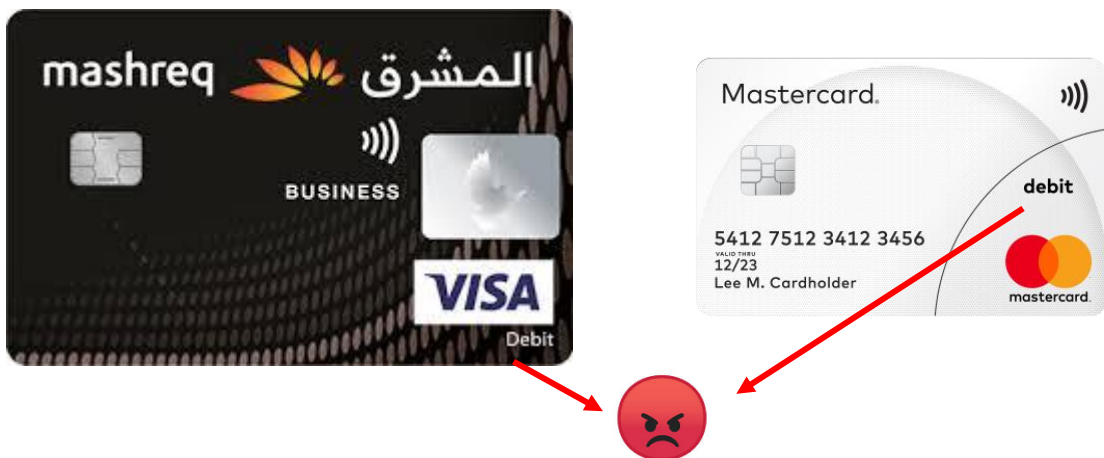 mashreq المشرق
BUSINESS
VISA
Debit
Mastercard.
debit
5412 7512 3412 3456
VALID THRU
12/23
Lee M. Cardholder
mastercard.